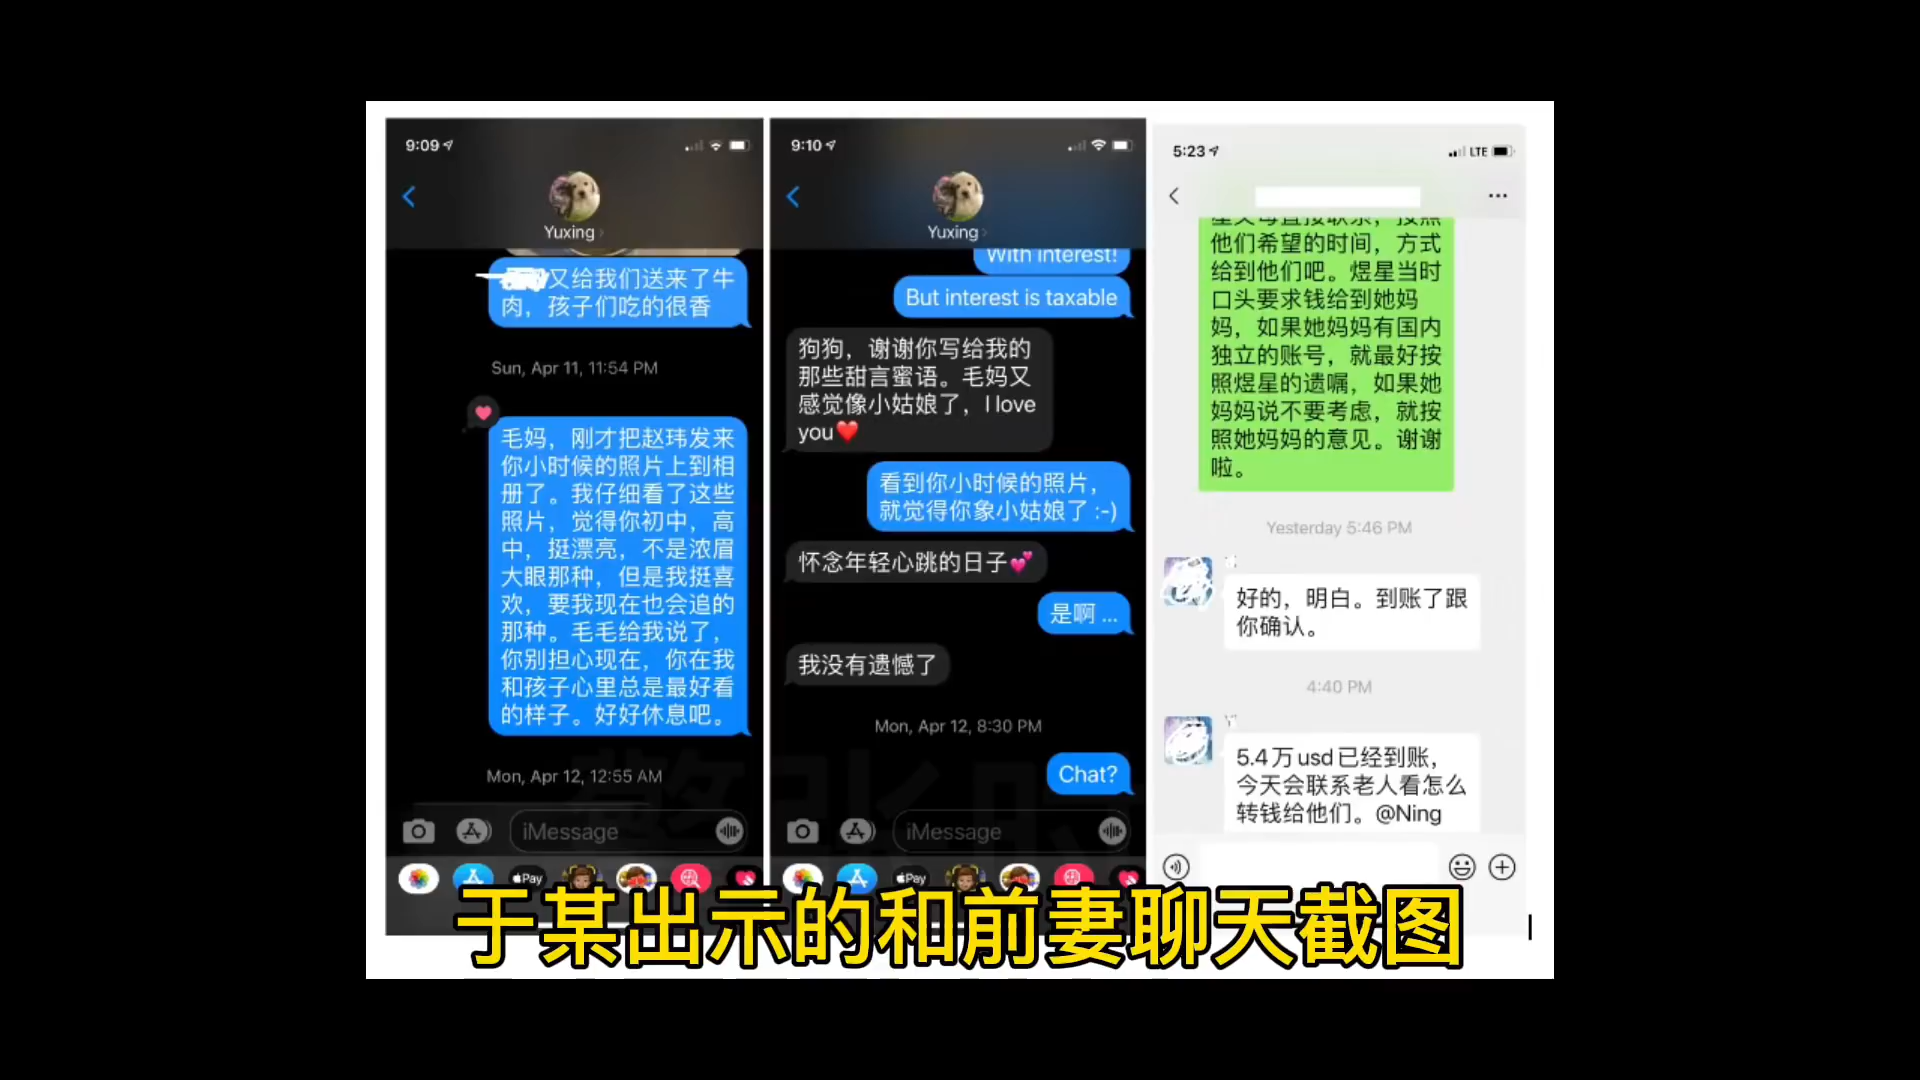 9:09
Yuxing
又给我们送来了牛
肉，孩子们吃的很香
Sun, Apr 11, 11:54 PM
毛妈，刚才把赵玮发来
你小时候的照片上到相
册了。我仔细看了这些
照片，觉得你初中，高
中，挺漂亮，不是浓眉
大眼那种，但是我挺喜
欢，要我现在也会追的
那种。毛毛给我说了，
你别担心现在，你在我
和孩子心里总是最好看
的样子。好好休息吧。
Mon, Apr 12, 12:55 AM
iMessage
Pay
9:10
Yuxing
With interest!
But interest is taxable
狗狗，谢谢你写给我的
那些甜言蜜语。毛妈又
感觉像小姑娘了，I love
you❤️
看到你小时候的照片，
就觉得你象小姑娘了 :-)
怀念年轻心跳的日子💕
是啊 ...
我没有遗憾了
Mon, Apr 12, 8:30 PM
Chat?
iMessage
Pay
5:23
LTE
星父母直接联系，按照
他们希望的时间，方式
给到他们吧。煜星当时
口头要求钱给到她妈
妈，如果她妈妈有国内
独立的账号，就最好按
照煜星的遗嘱，如果她
妈妈说不要考虑，就按
照她妈妈的意见。谢谢
啦。
Yesterday 5:46 PM
好的，明白。到账了跟
你确认。
4:40 PM
5.4万usd已经到账，
今天会联系老人看怎么
转钱给他们。@Ning
于某出示的和前妻聊天截图